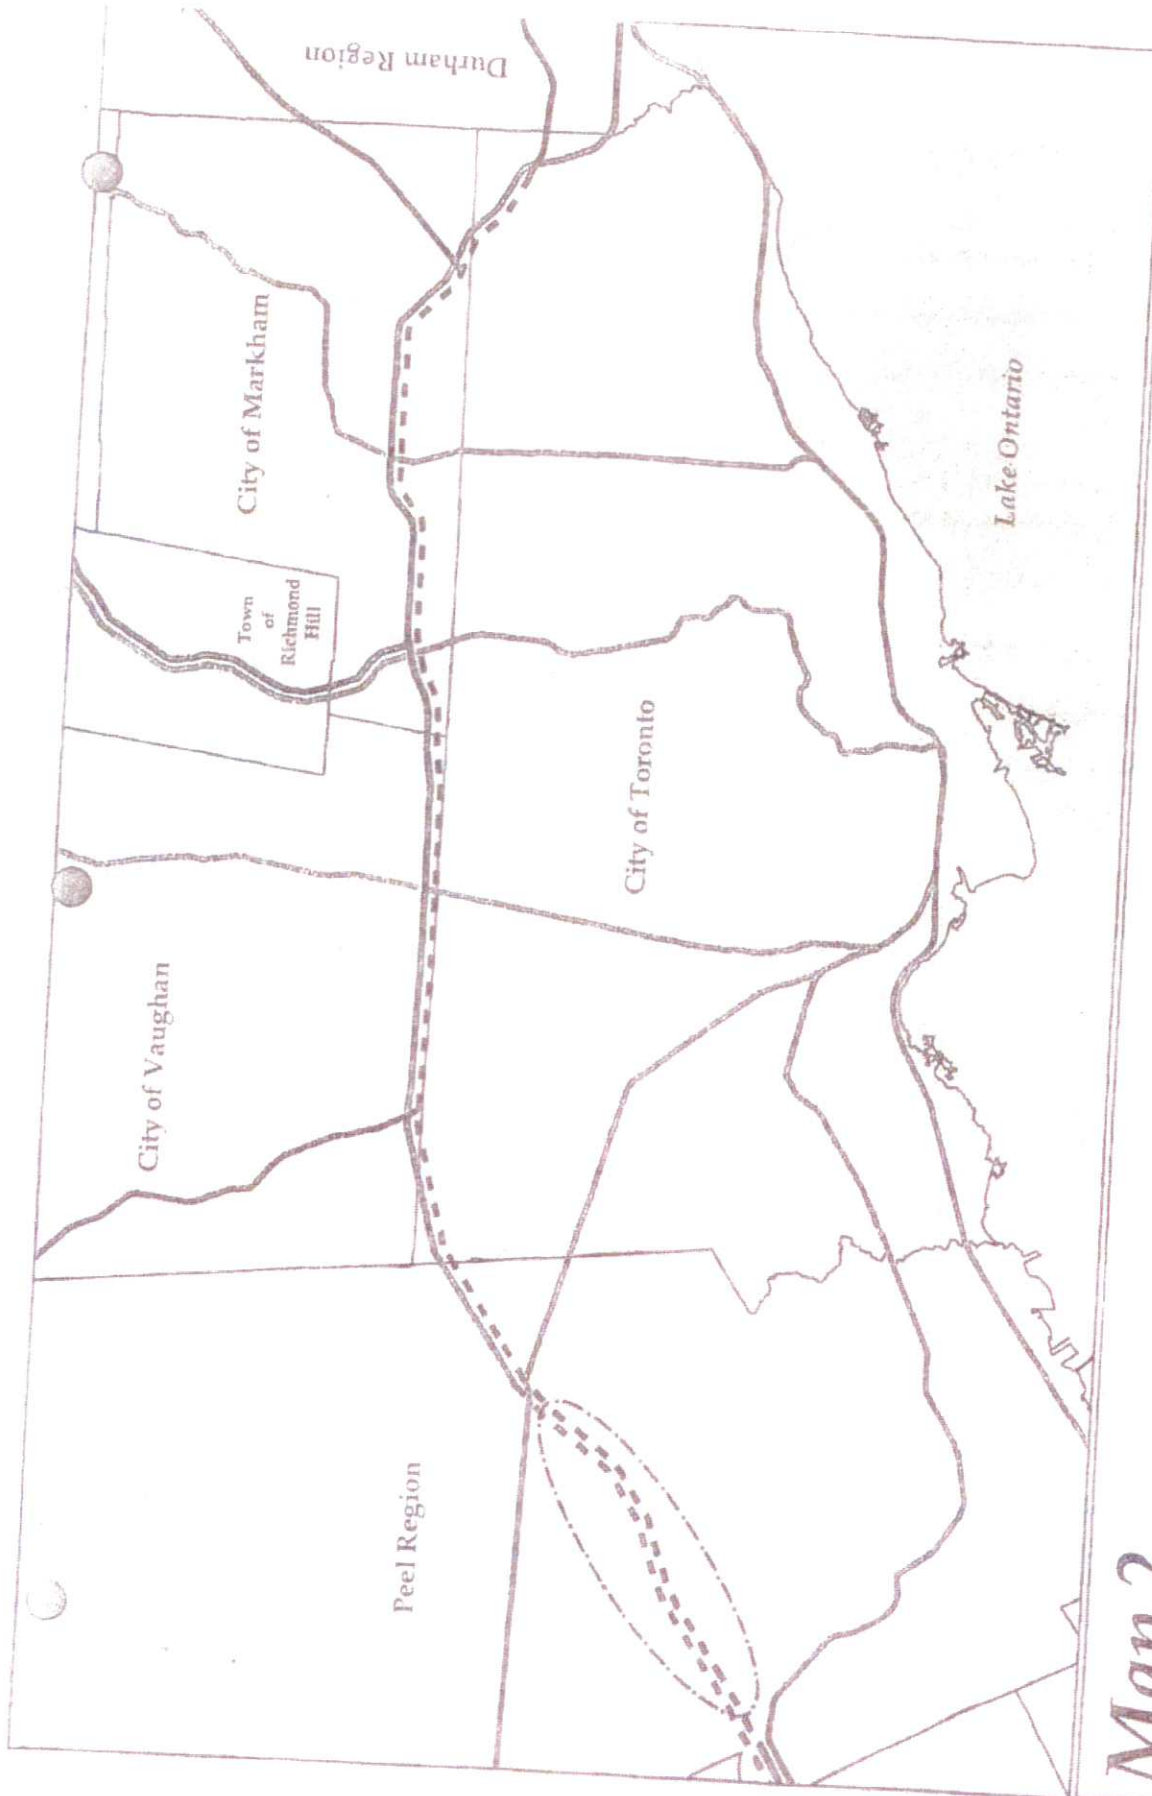 Durham Region
City of Markham
Town
of
Richmond
Hill
City of Vaughan
City of Toronto
Peel Region
Lake Ontario
Map 2